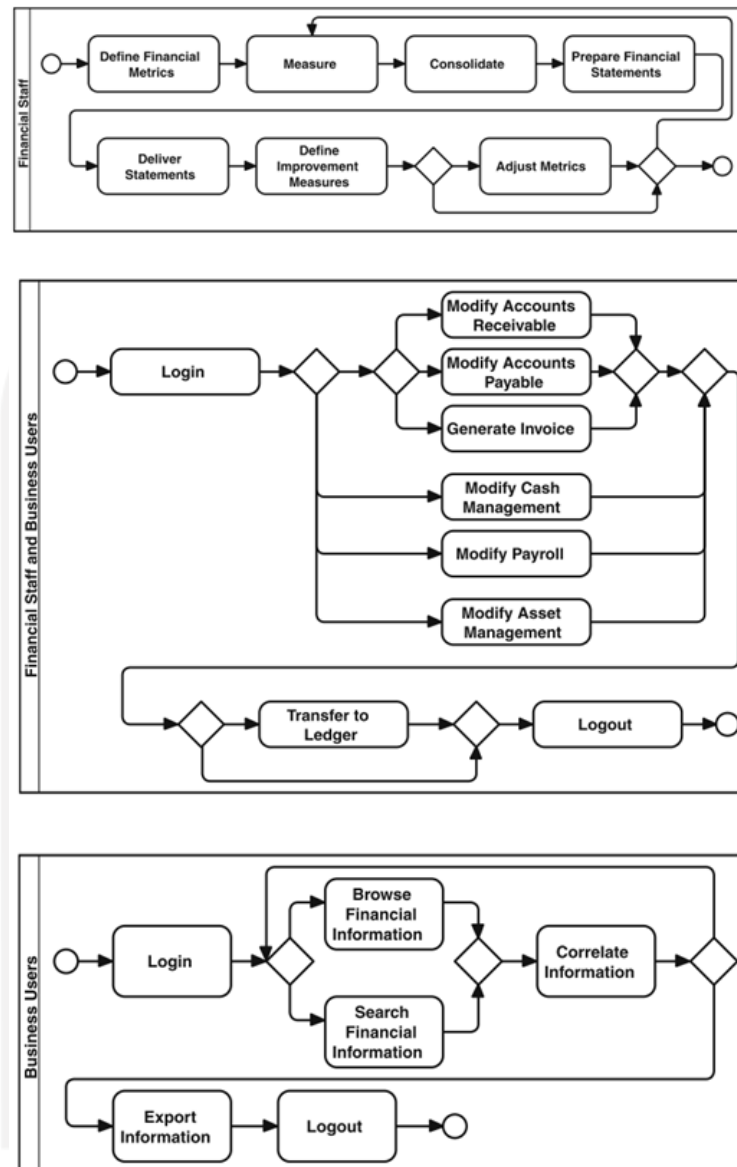 Financial Staff
Define Financial
Metrics
Measure
Consolidate
Prepare Financial
Statements
Deliver
Statements
Define
Improvement
Measures
Adjust Metrics
Financial Staff and Business Users
Login
Modify Accounts
Receivable
Modify Accounts
Payable
Generate Invoice
Modify Cash
Management
Modify Payroll
Modify Asset
Management
Transfer to
Ledger
Logout
Business Users
Login
Browse
Financial
Information
Search
Financial
Information
Correlate
Information
Export
Information
Logout